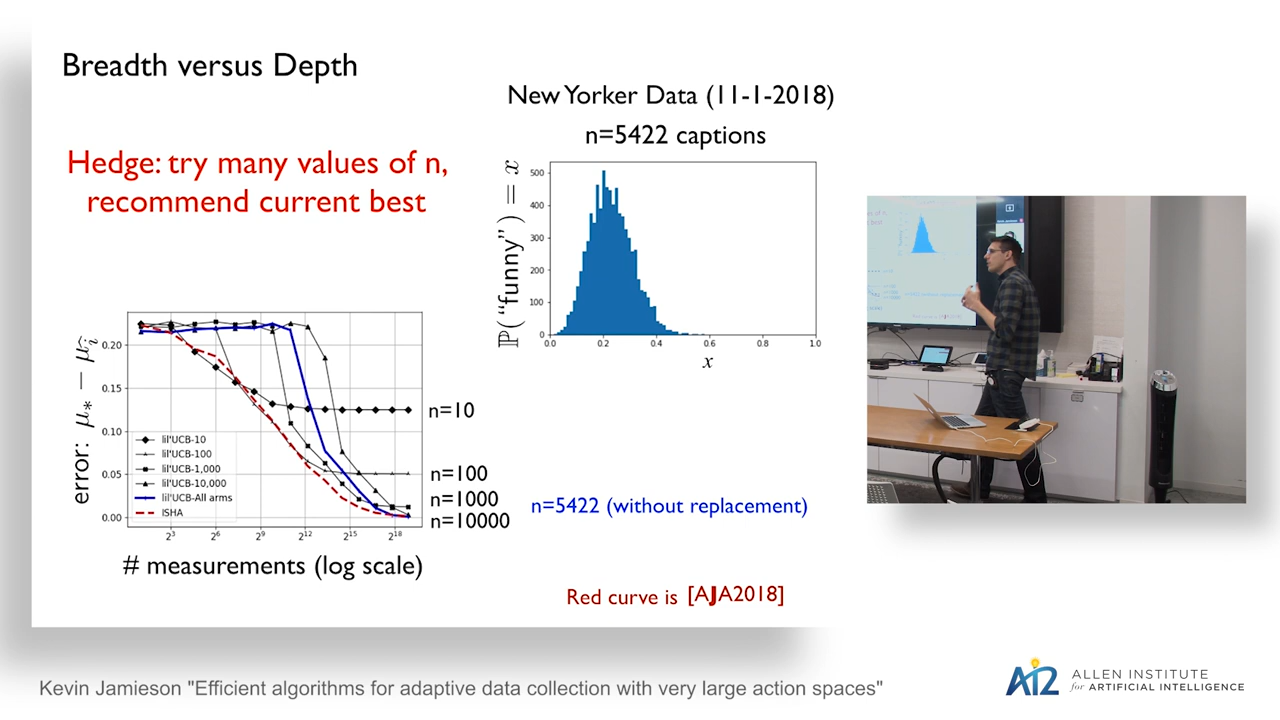 Breadth versus Depth
New Yorker Data (11-1-2018)
n=5422 captions
Hedge: try many values of n,
recommend current best
ℙ("funny") = x
500
400
300
200
100
0
0.0 0.2 0.4 0.6 0.8 1.0
x
error: μ* − μî
0.20
0.15
0.10
0.05
0.00
lil'UCB-10
lil'UCB-100
lil'UCB-1,000
lil'UCB-10,000
lil'UCB-All arms
ISHA
2³ 2⁶ 2⁹ 2¹² 2¹⁵ 2¹⁸
# measurements (log scale)
n=10
n=100
n=1000
n=10000
n=5422 (without replacement)
Red curve is [AJA2018]
Kevin Jamieson "Efficient algorithms for adaptive data collection with very large action spaces"
AI2
ALLEN INSTITUTE
for ARTIFICIAL INTELLIGENCE